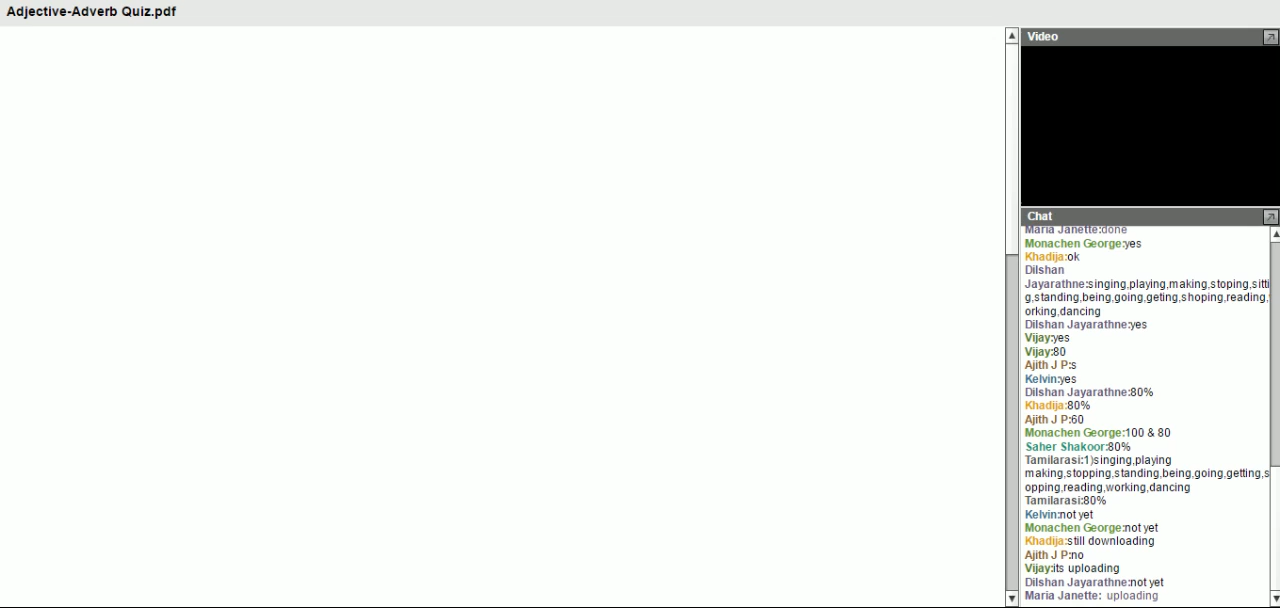 Adjective-Adverb Quiz.pdf
Video
Chat
Maria Janette:done
Monachen George:yes
Khadija:ok
Dilshan
Jayarathne:singing,playing,making,stoping,sitti
g,standing,being,going,geting,shoping,reading,
orking,dancing
Dilshan Jayarathne:yes
Vijay:yes
Vijay:80
Ajith J P:s
Kelvin:yes
Dilshan Jayarathne:80%
Khadija:80%
Ajith J P:60
Monachen George:100 & 80
Saher Shakoor:80%
Tamilarasi:1)singing,playing
making,stopping,standing,being,going,getting,s
opping,reading,working,dancing
Tamilarasi:80%
Kelvin:not yet
Monachen George:not yet
Khadija:still downloading
Ajith J P:no
Vijay:its uploading
Dilshan Jayarathne:not yet
Maria Janette: uploading